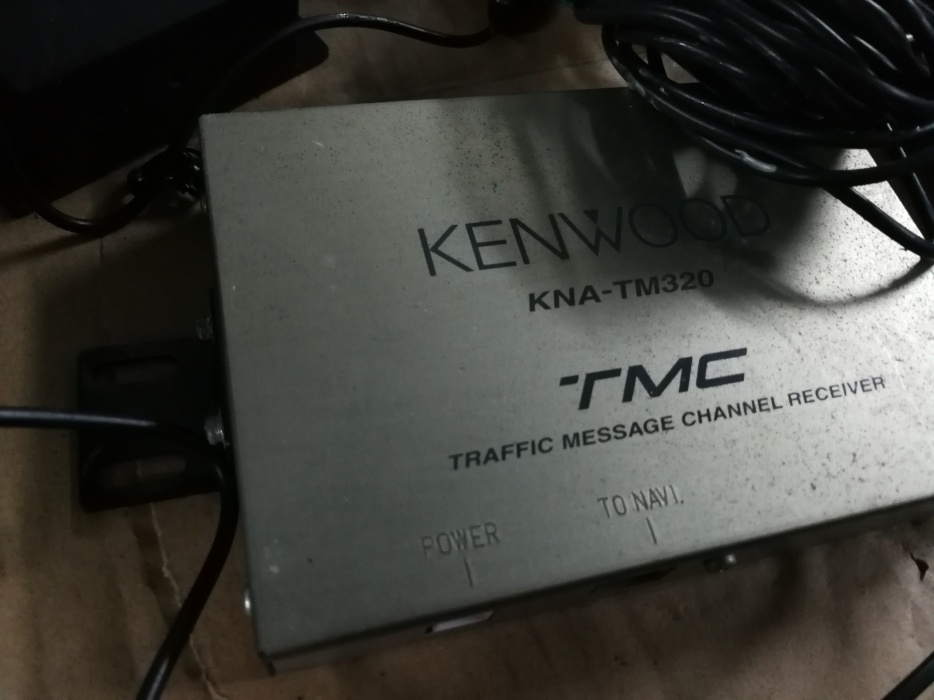 KENWOOD
KNA-TM320
TMC
TRAFFIC MESSAGE CHANNEL RECEIVER
POWER
TO NAVI.